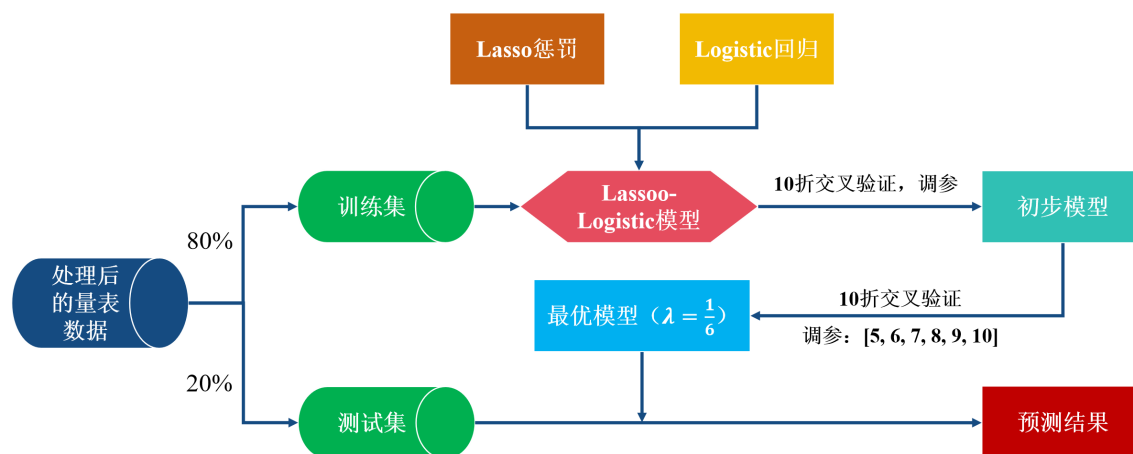 Lasso惩罚
Logistic回归
训练集
Lassoo-
Logistic模型
10折交叉验证，调参
初步模型
80%
处理后
的量表
数据
最优模型（λ = 1/6）
10折交叉验证
调参：[5, 6, 7, 8, 9, 10]
20%
测试集
预测结果